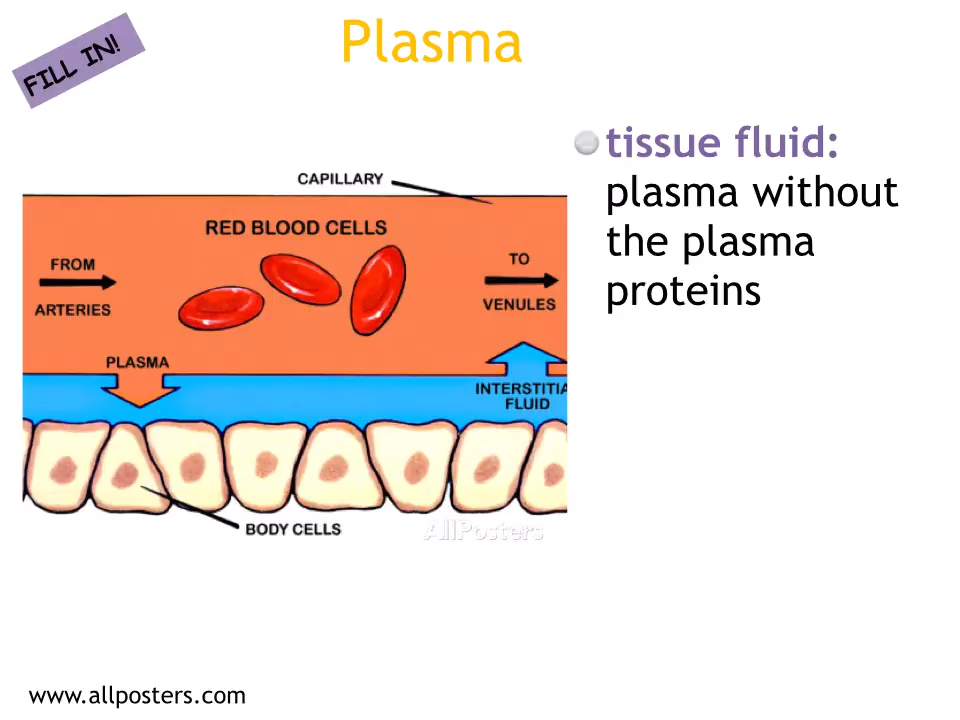 FILL IN!
Plasma
tissue fluid:
plasma without
the plasma
proteins
CAPILLARY
RED BLOOD CELLS
FROM
ARTERIES
TO
VENULES
PLASMA
INTERSTITIA
FLUID
BODY CELLS
AllPosters
www.allposters.com